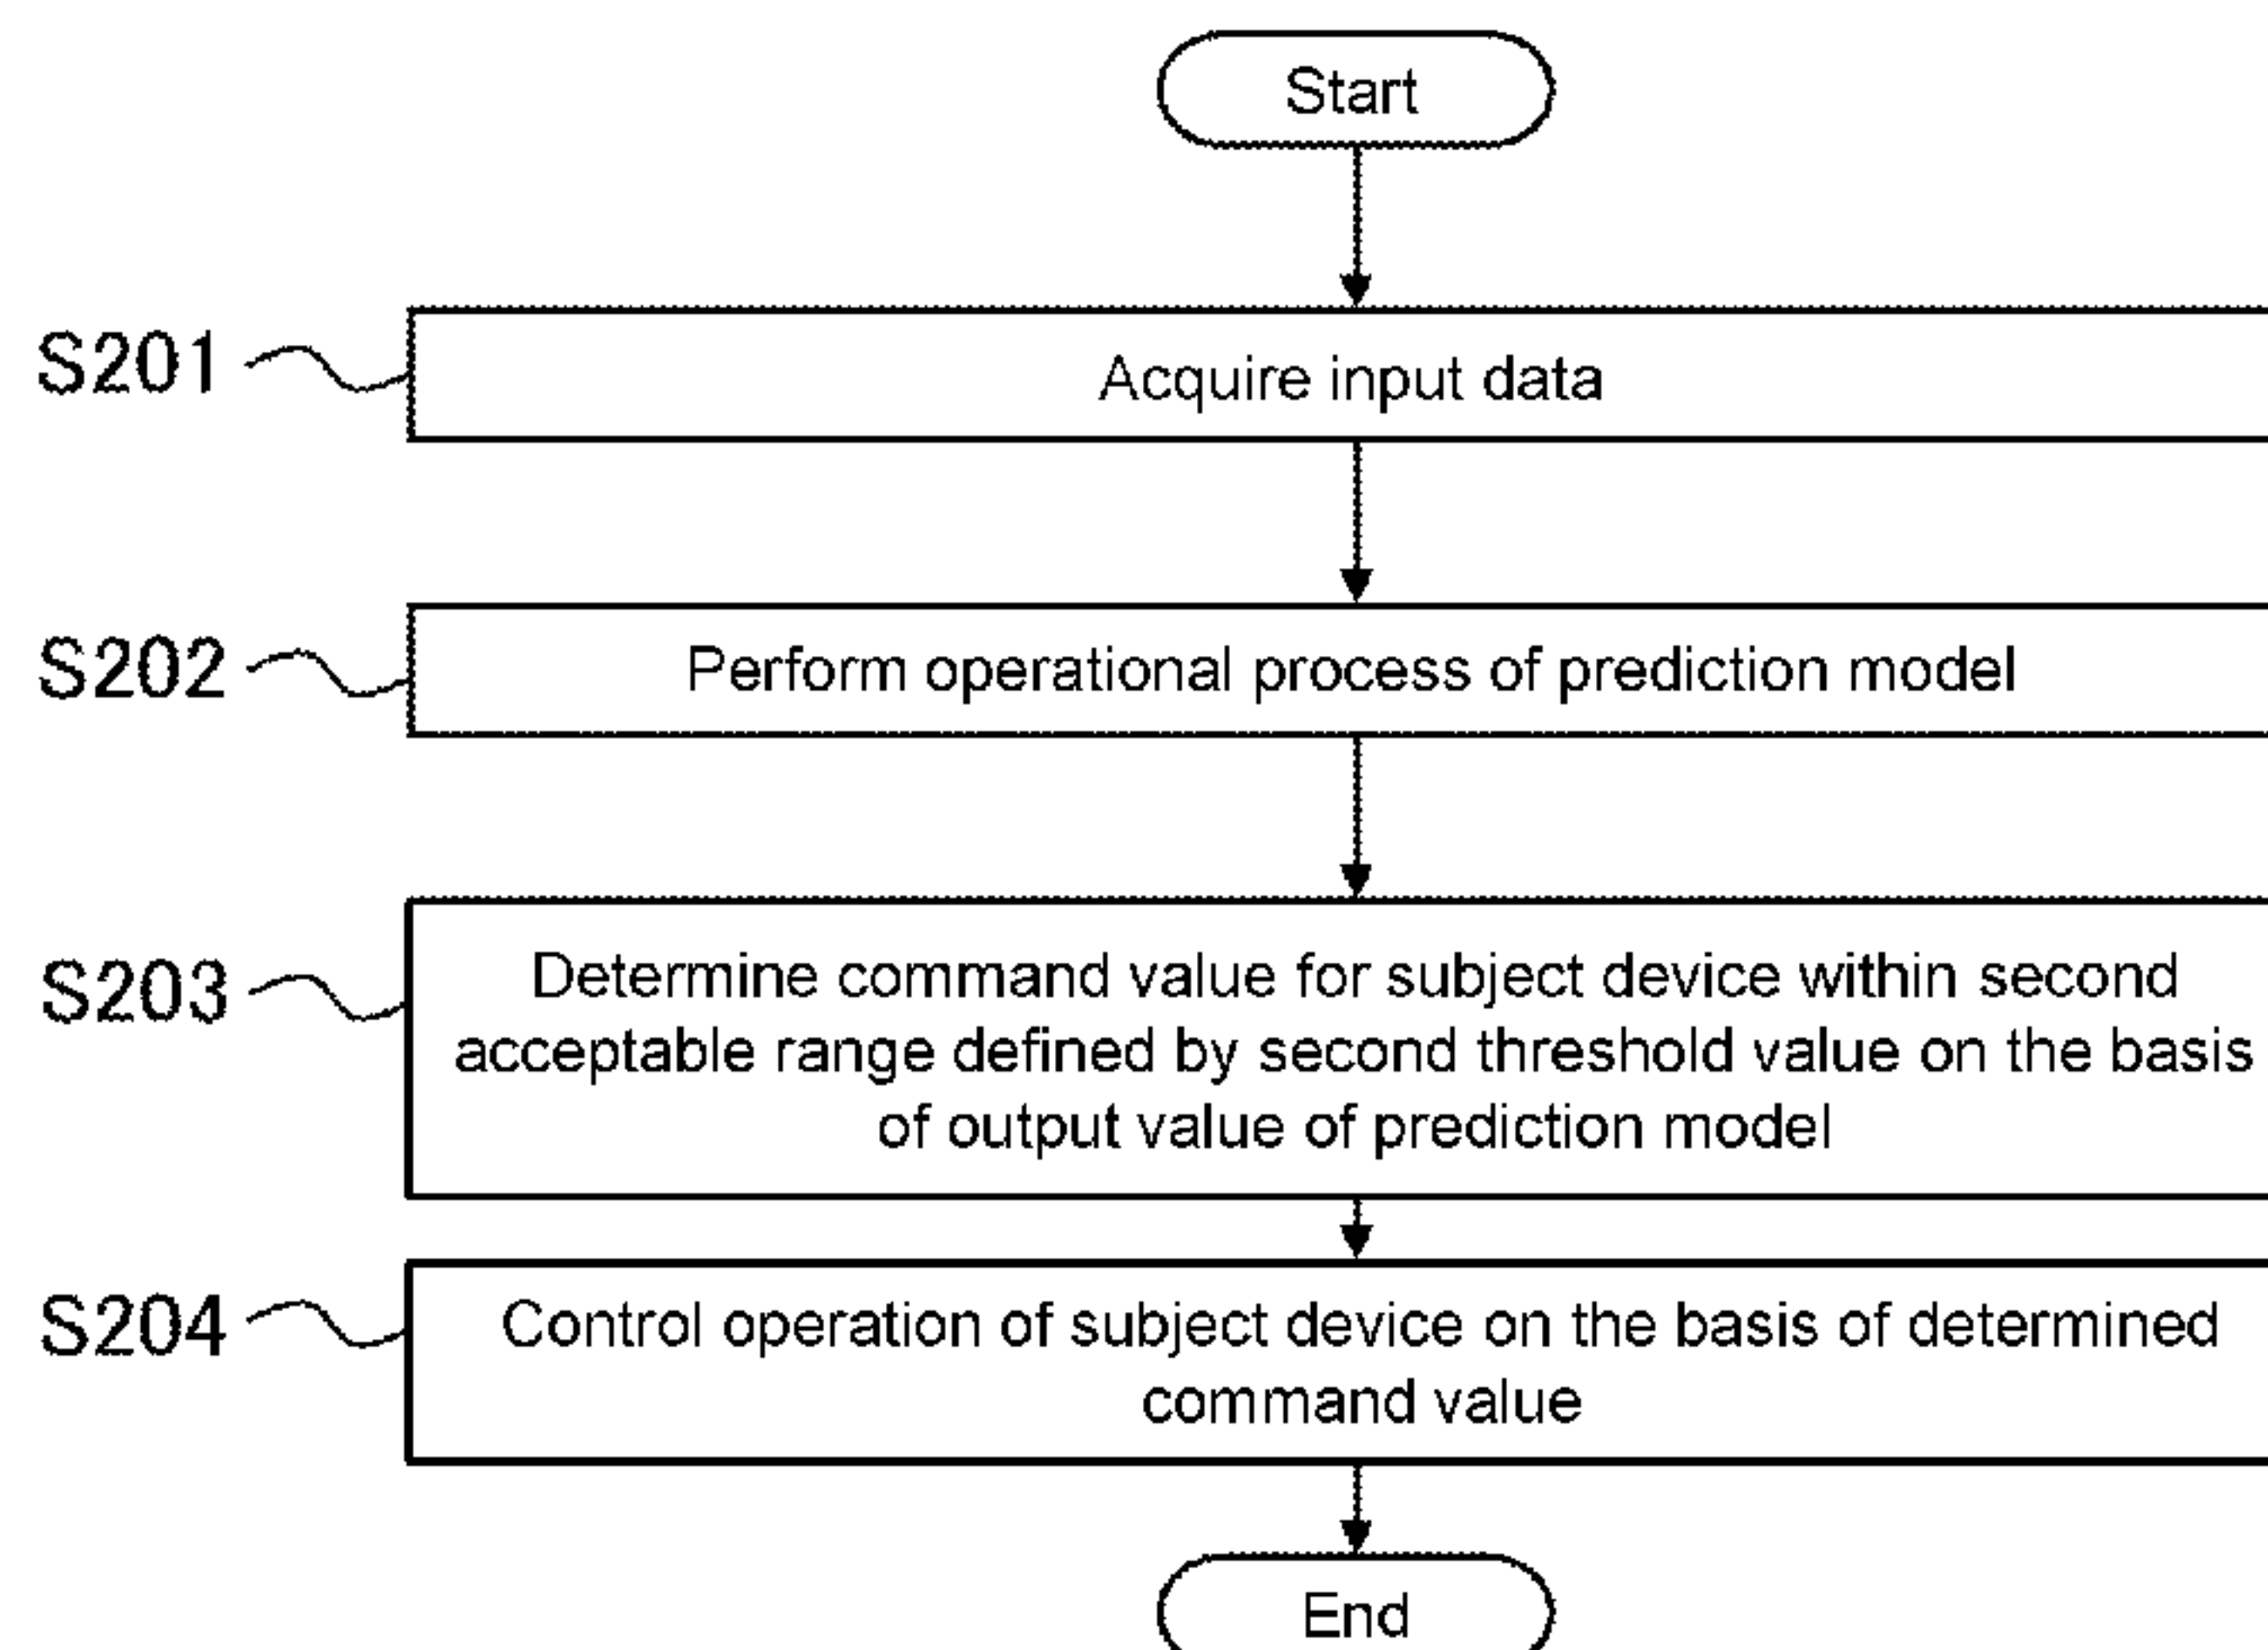 Start
S201
Acquire input data
S202
Perform operational process of prediction model
S203
Determine command value for subject device within second
acceptable range defined by second threshold value on the basis
of output value of prediction model
S204
Control operation of subject device on the basis of determined
command value
End